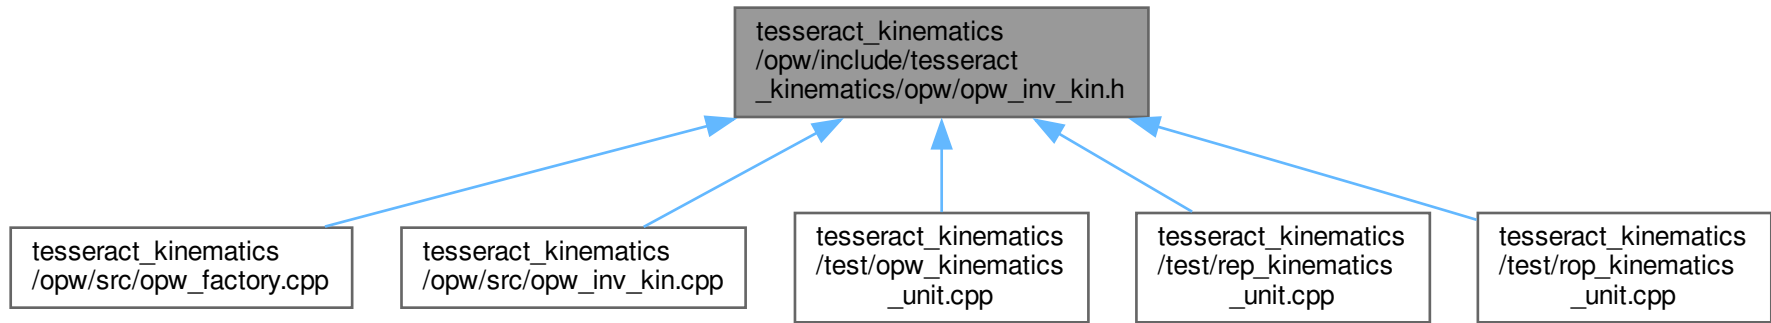 tesseract_kinematics
/opw/include/tesseract
_kinematics/opw/opw_inv_kin.h
tesseract_kinematics
/opw/src/opw_factory.cpp
tesseract_kinematics
/opw/src/opw_inv_kin.cpp
tesseract_kinematics
/test/opw_kinematics
_unit.cpp
tesseract_kinematics
/test/rep_kinematics
_unit.cpp
tesseract_kinematics
/test/rop_kinematics
_unit.cpp